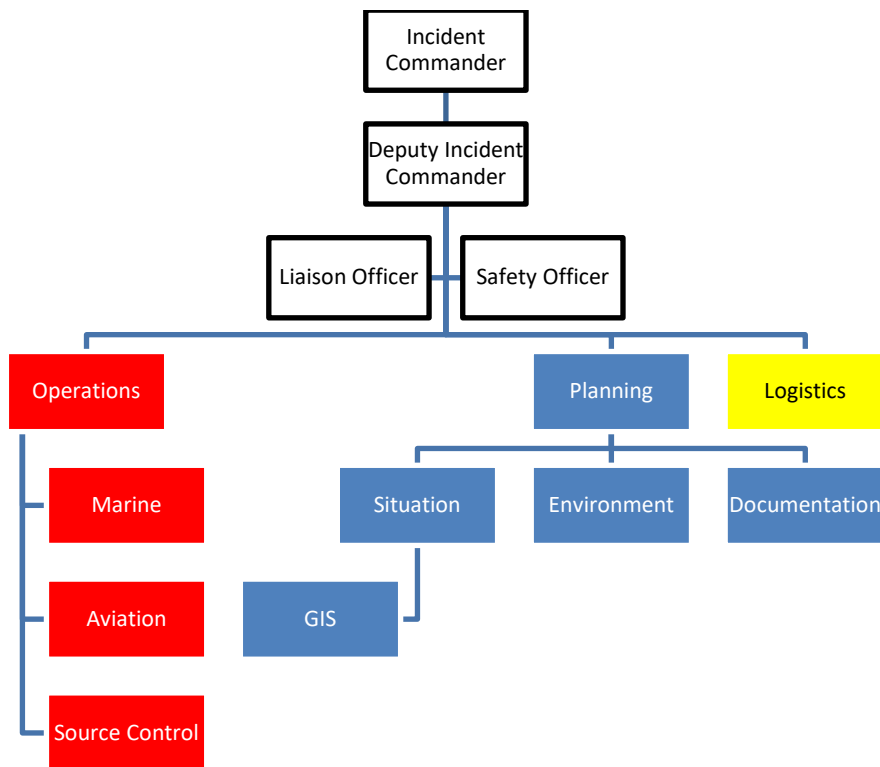 Incident
Commander
Deputy Incident
Commander
Liaison Officer
Safety Officer
Operations
Planning
Logistics
Marine
Situation
Environment
Documentation
Aviation
GIS
Source Control